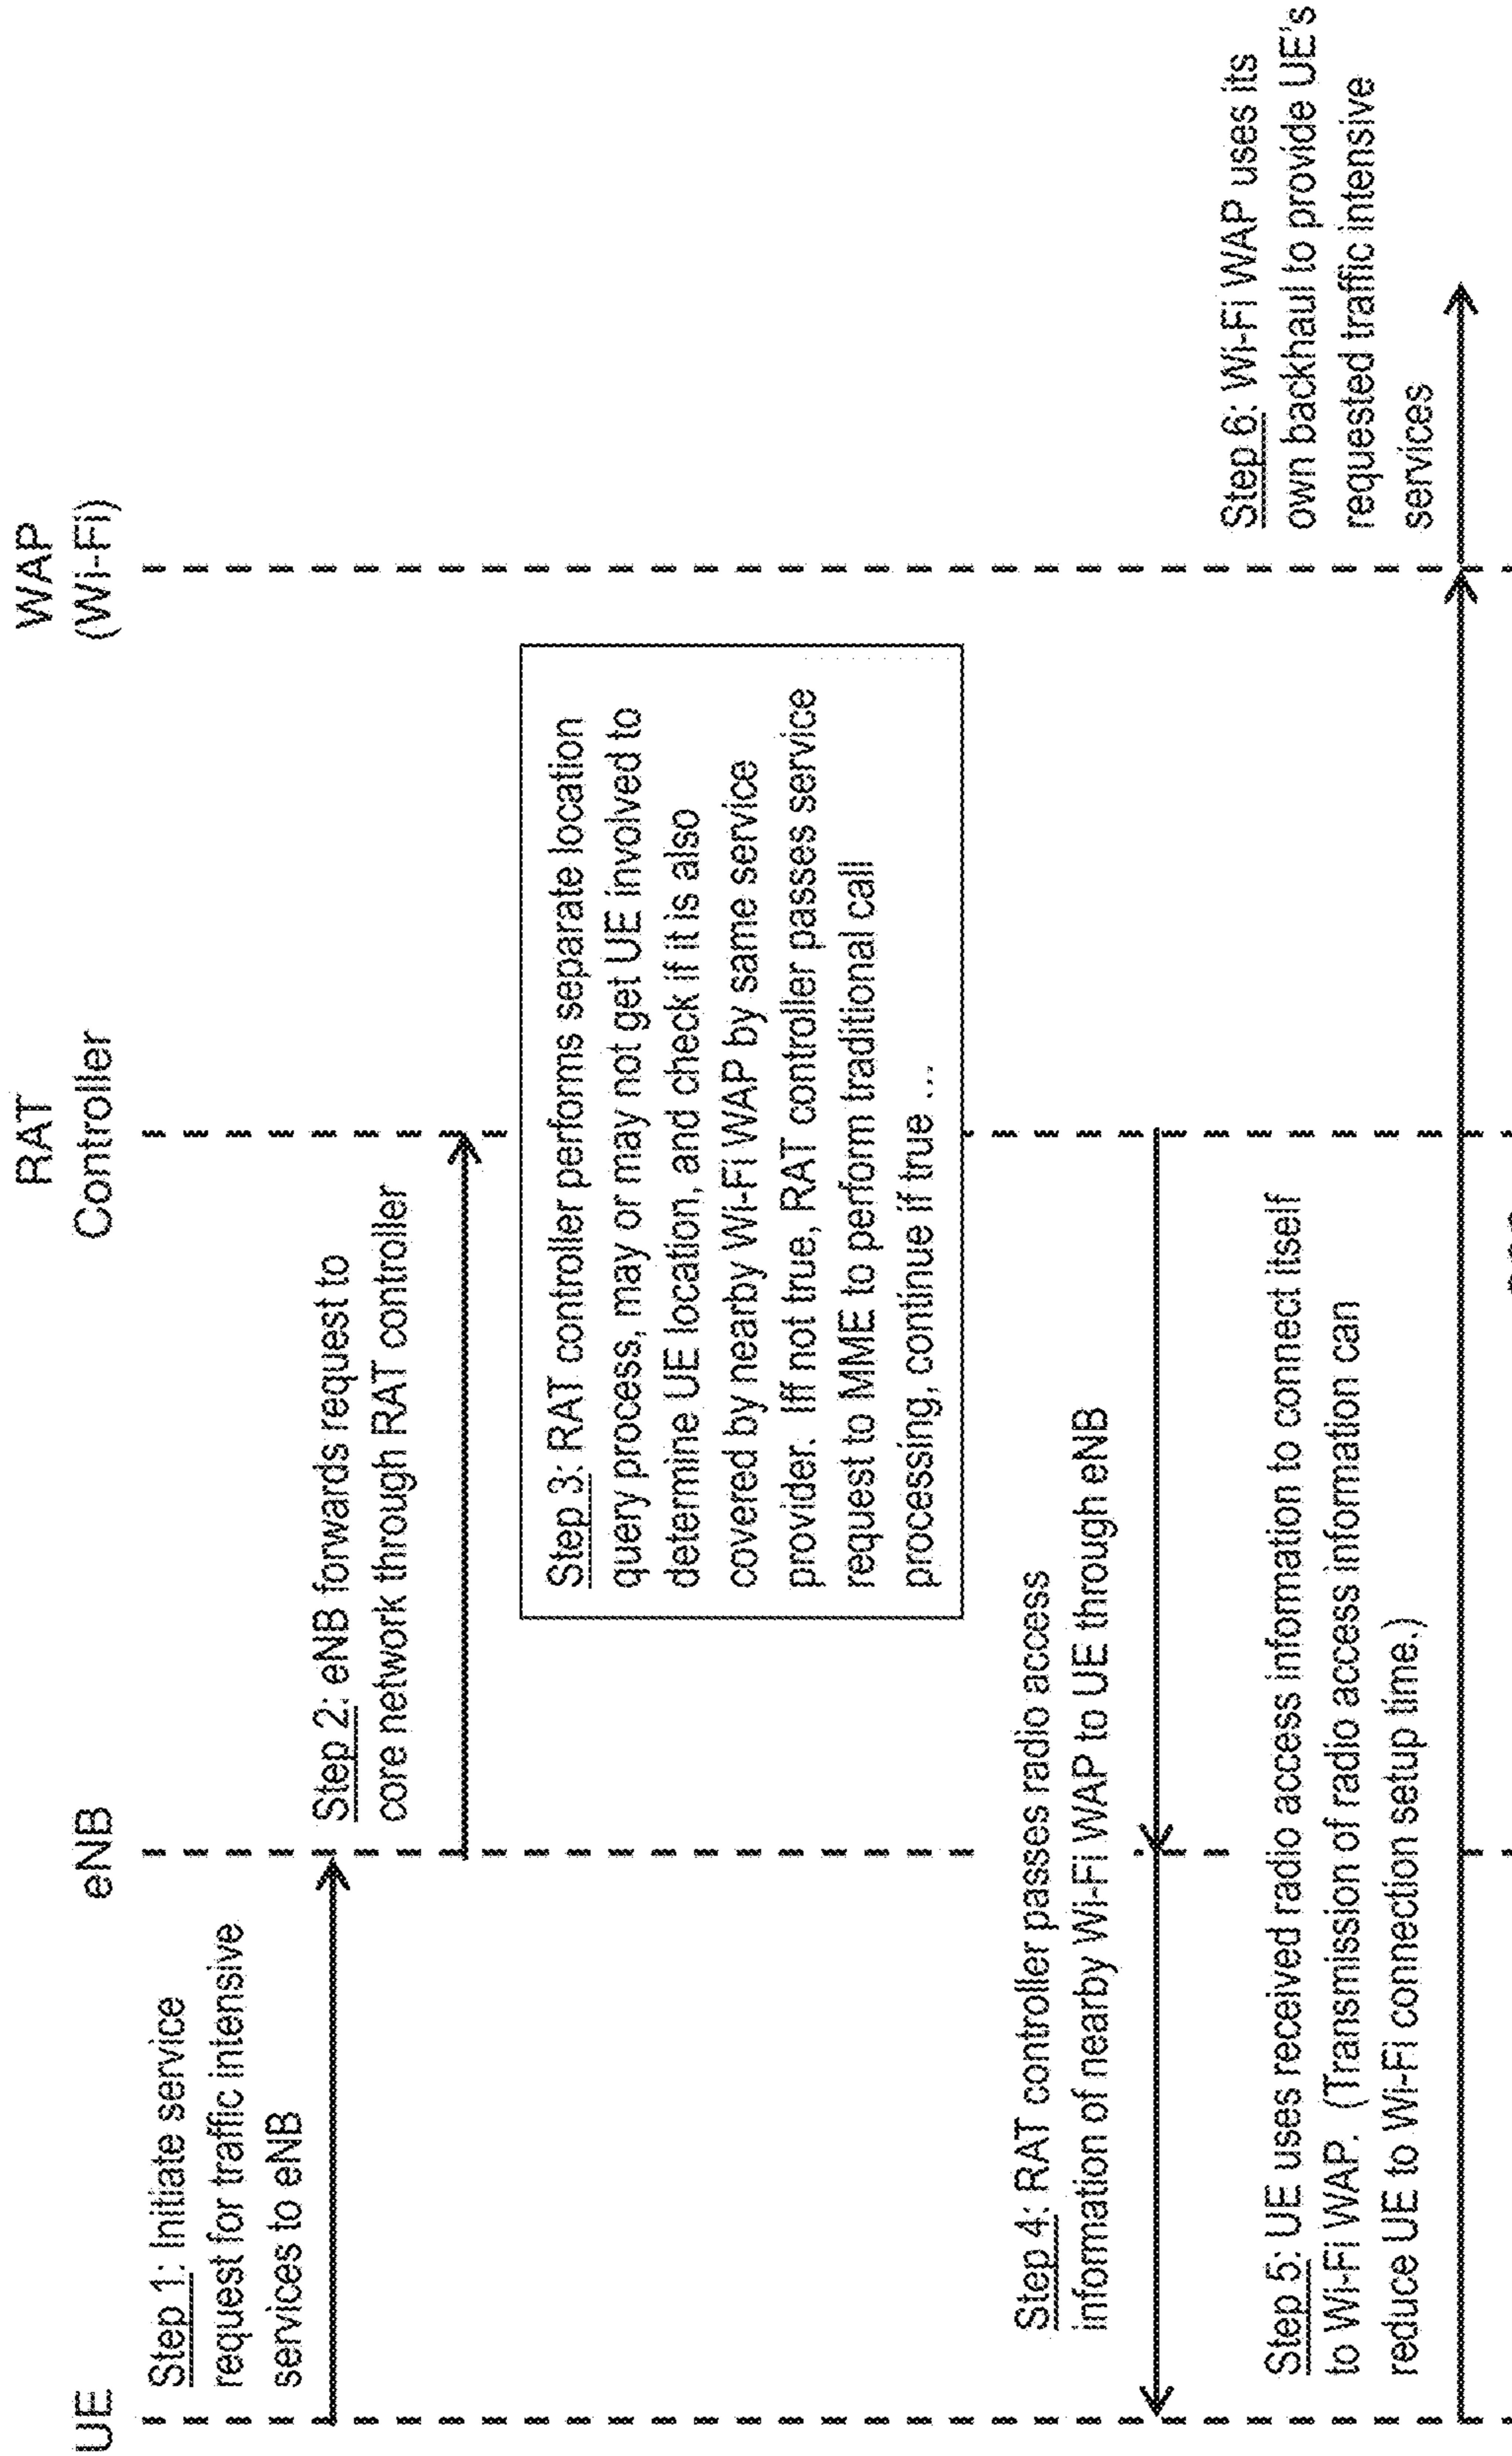 UE
eNB
RAT
Controller
WAP
(Wi-Fi)
Step 1: Initiate service
request for traffic intensive
services to eNB
Step 2: eNB forwards request to
core network through RAT controller
Step 3: RAT controller performs separate location
query process, may or may not get UE involved to
determine UE location, and check if it is also
covered by nearby Wi-Fi WAP by same service
provider. Iff not true, RAT controller passes service
request to MME to perform traditional call
processing, continue if true ...
Step 4: RAT controller passes radio access
information of nearby Wi-Fi WAP to UE through eNB
Step 5: UE uses received radio access information to connect itself
to Wi-Fi WAP. (Transmission of radio access information can
reduce UE to Wi-Fi connection setup time.)
Step 6: Wi-Fi WAP uses its
own backhaul to provide UE's
requested traffic intensive
services